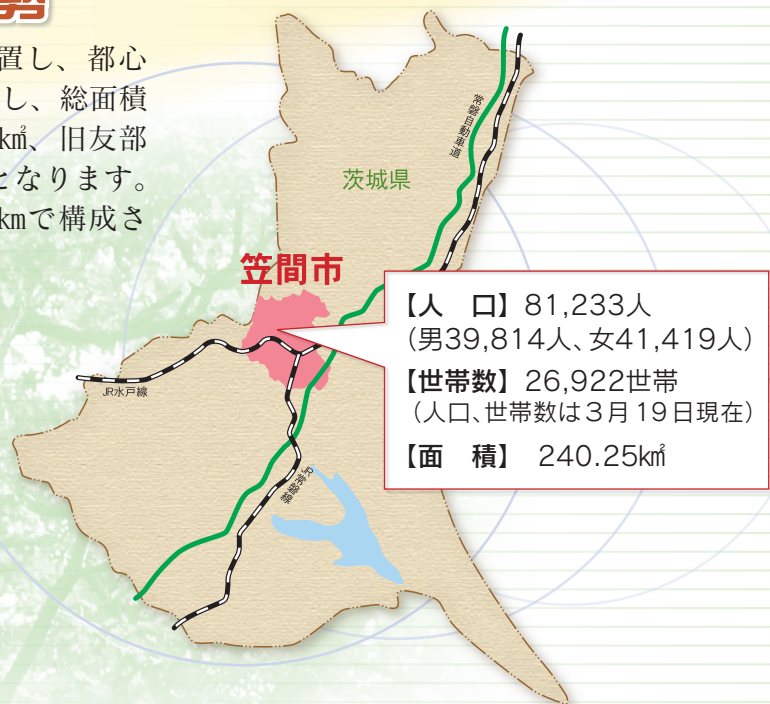 勢
置し、都心
し、総面積
km²、旧友部
となります。
kmで構成さ
常磐自動車道
茨城県
笠間市
【人　口】81,233人
（男39,814人、女41,419人）
【世帯数】26,922世帯
（人口、世帯数は３月19日現在）
【面　積】 240.25km²
JR水戸線
JR常磐線